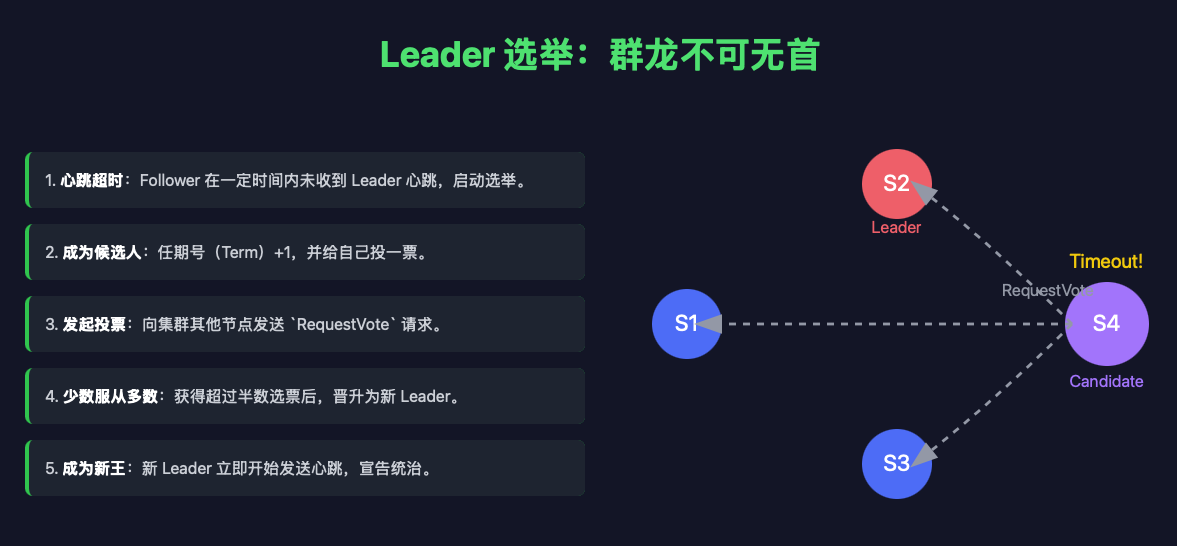 Leader 选举：群龙不可无首
1. 心跳超时：Follower 在一定时间内未收到 Leader 心跳，启动选举。
2. 成为候选人：任期号（Term）+1，并给自己投一票。
3. 发起投票：向集群其他节点发送 `RequestVote` 请求。
4. 少数服从多数：获得超过半数选票后，晋升为新 Leader。
5. 成为新王：新 Leader 立即开始发送心跳，宣告统治。
S2
Leader
Timeout!
RequestVote
S1
S4
Candidate
S3